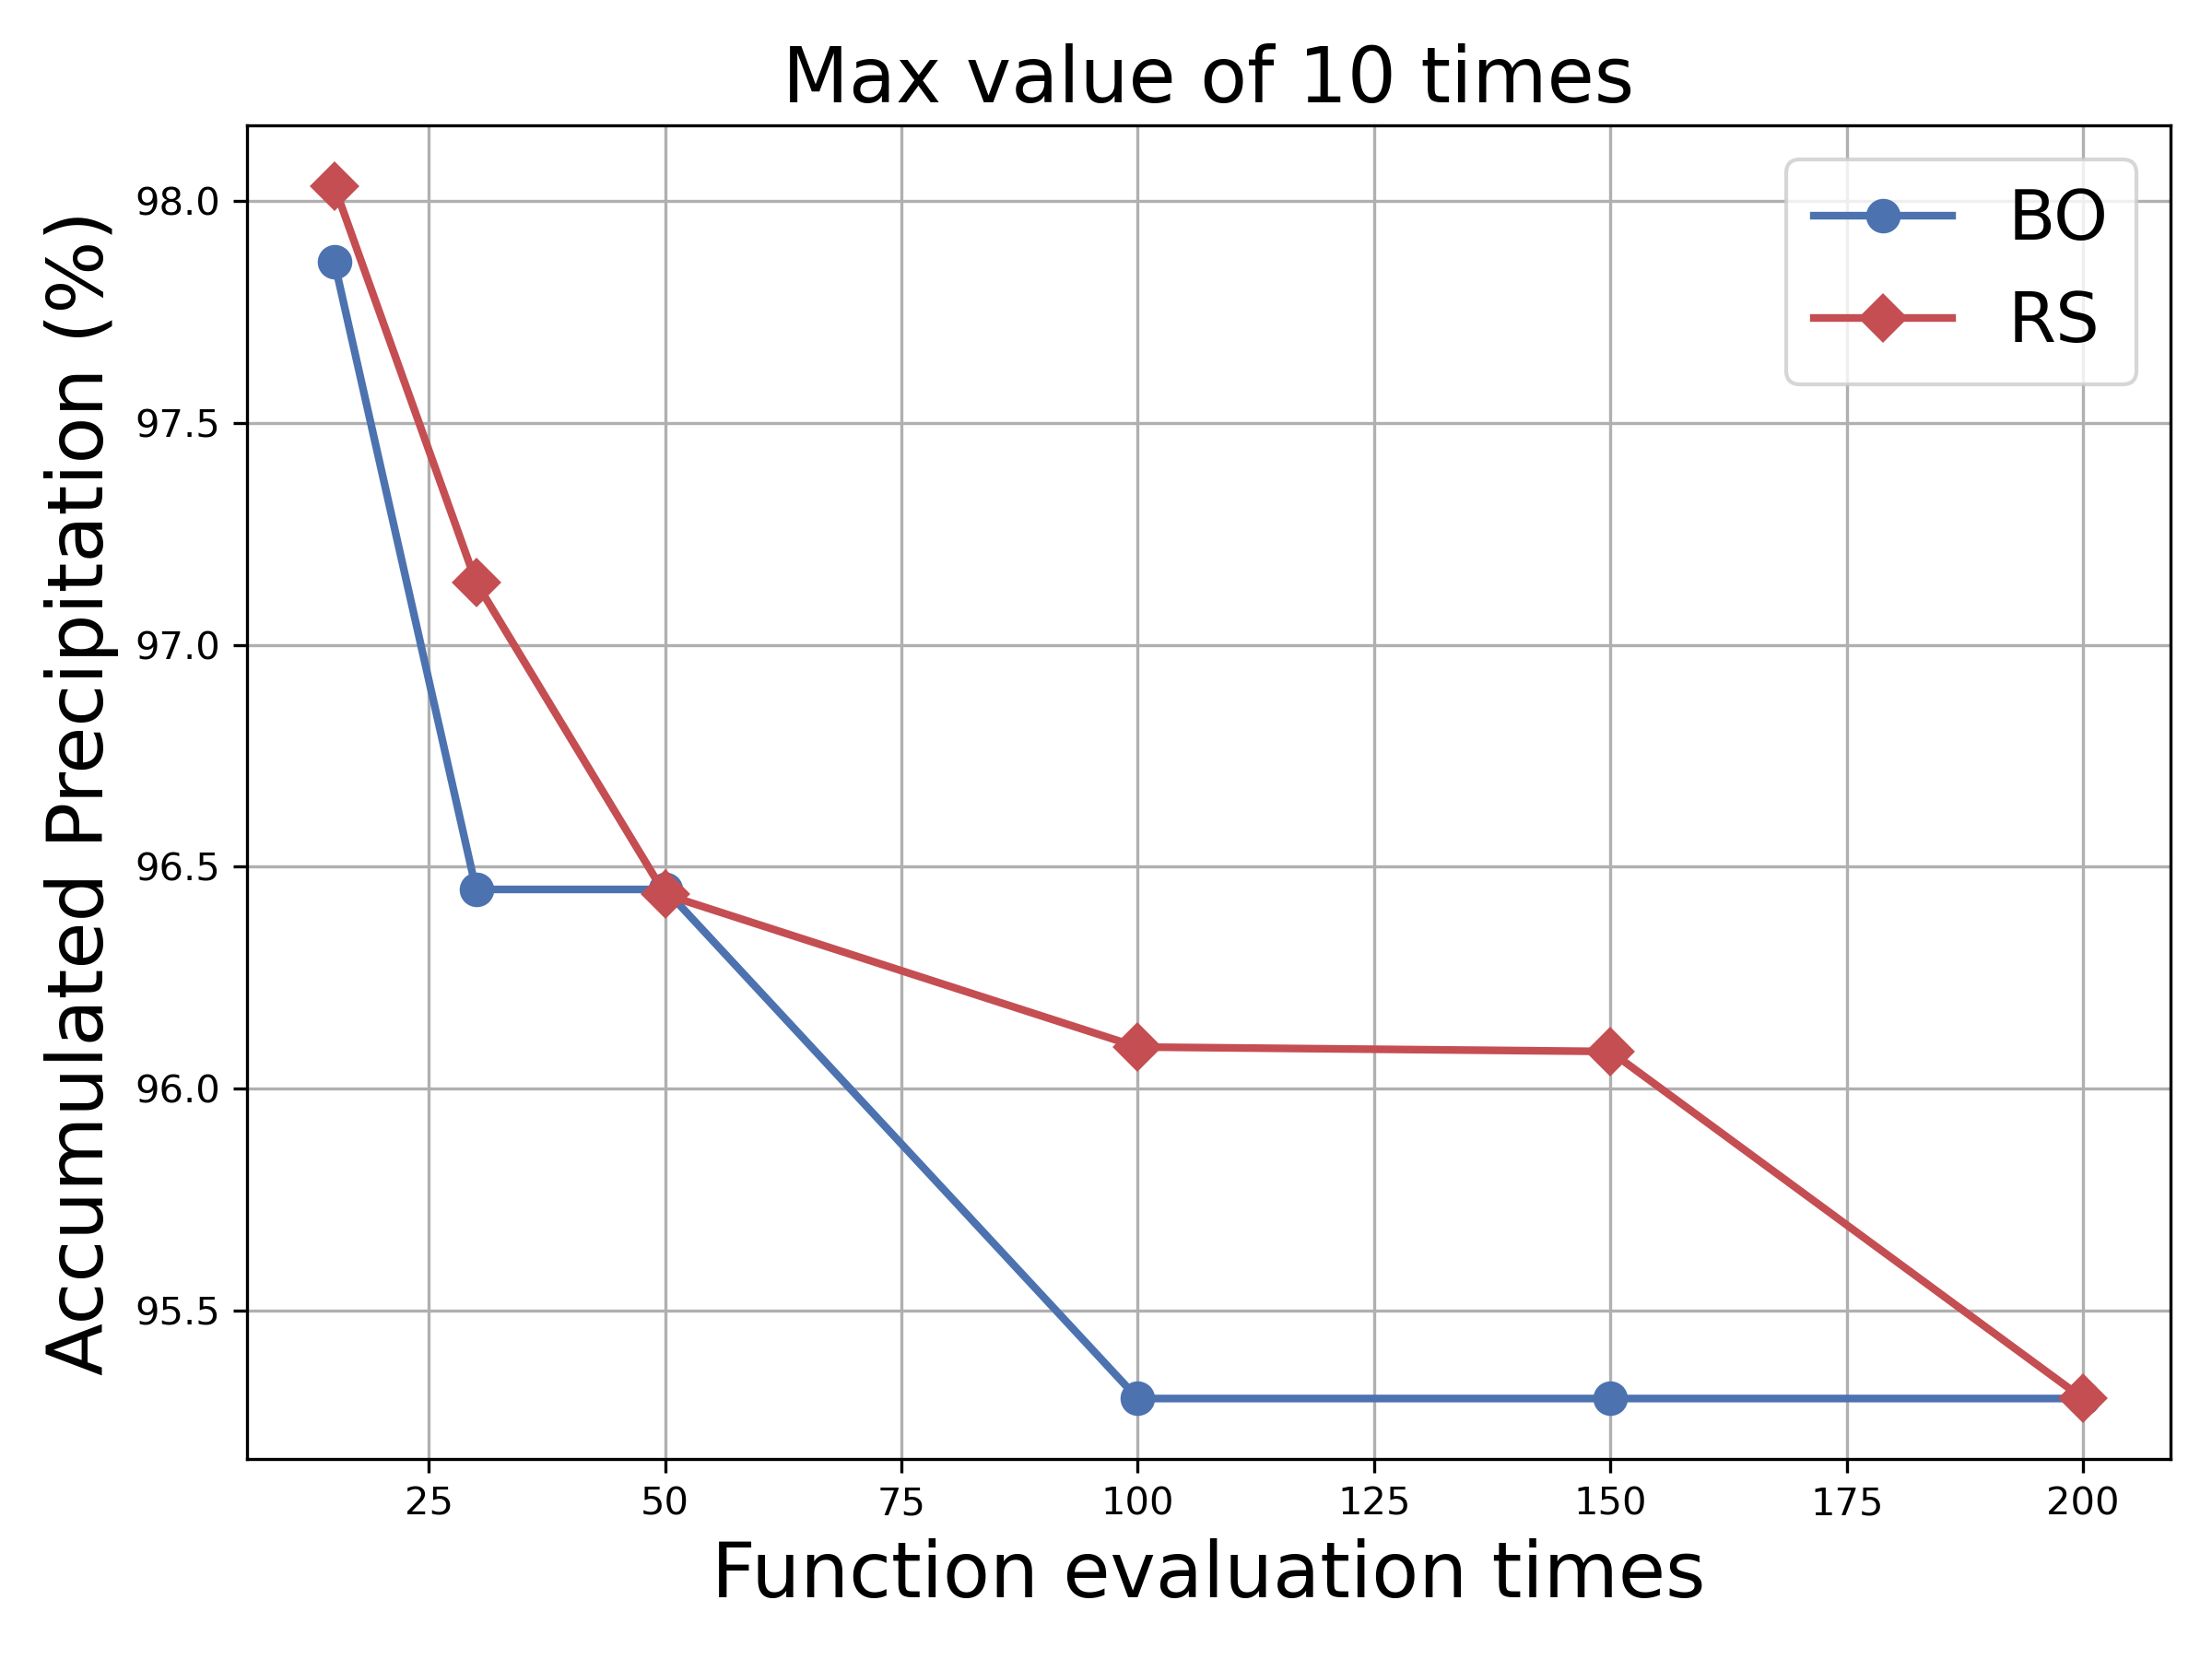 Max value of 10 times
Accumulated Precipitation (%)
98.0
97.5
97.0
96.5
96.0
95.5
BO
RS
25 50 75 100 125 150 175 200
Function evaluation times